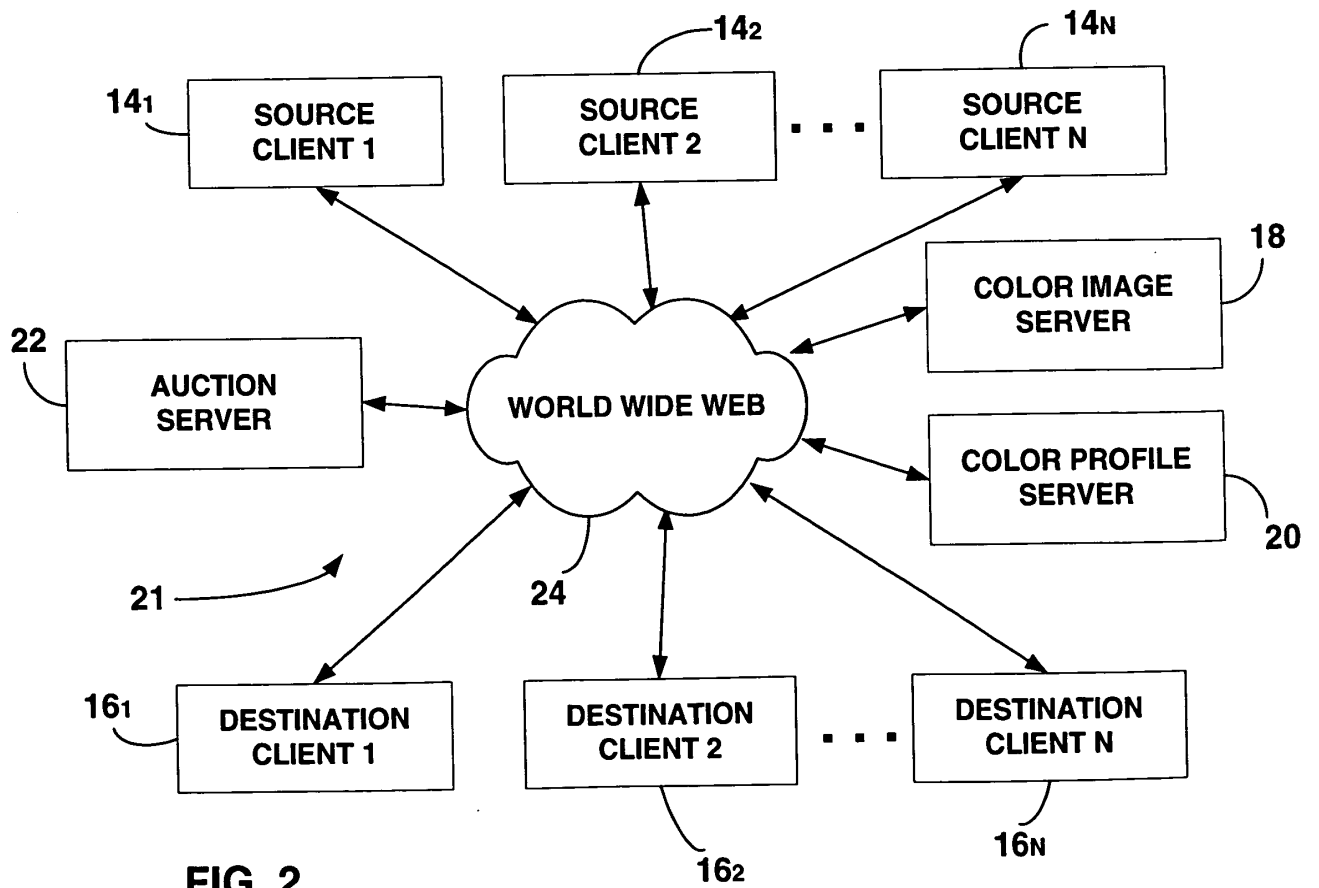 14₁
SOURCE
CLIENT 1
14₂
SOURCE
CLIENT 2
14N
SOURCE
CLIENT N
18
COLOR IMAGE
SERVER
22
AUCTION
SERVER
WORLD WIDE WEB
COLOR PROFILE
SERVER
20
21
24
16₁
DESTINATION
CLIENT 1
DESTINATION
CLIENT 2
16₂
DESTINATION
CLIENT N
16N
FIG. 2